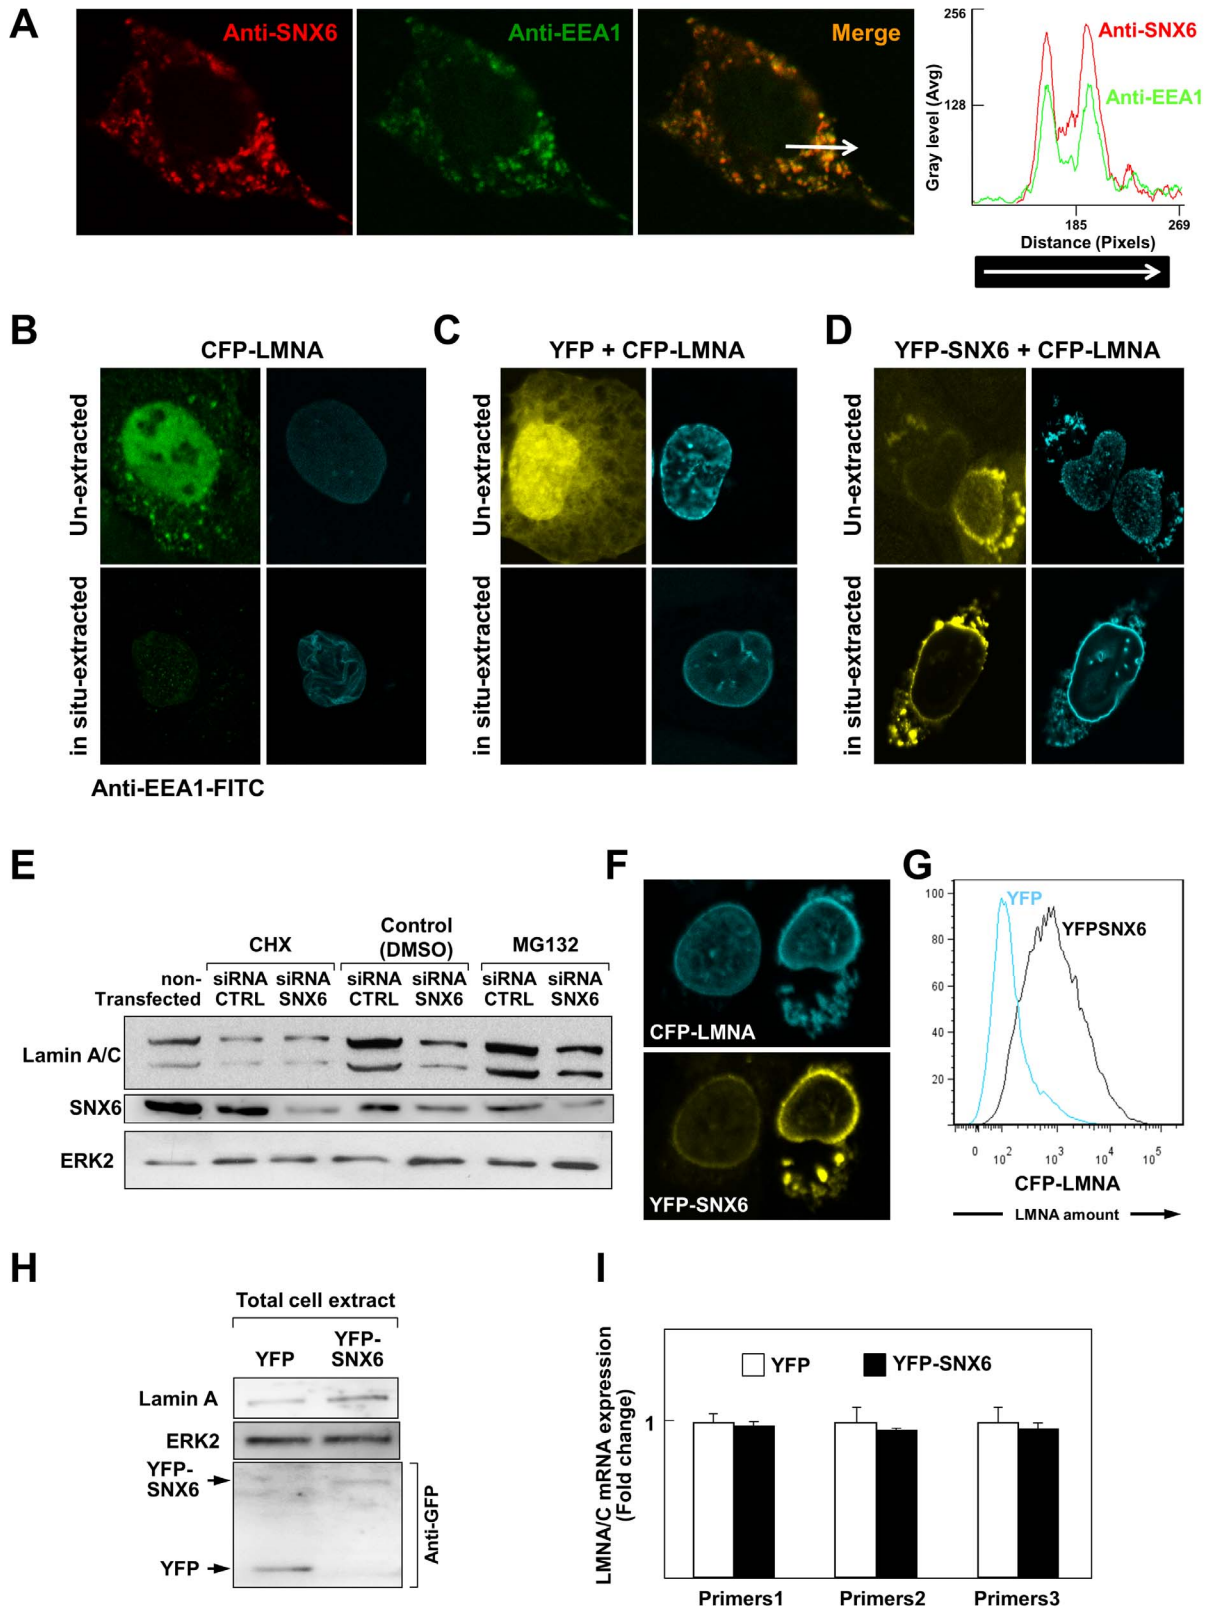 A
Anti-SNX6
Anti-EEA1
Merge
256
128
Gray level (Avg)
Anti-SNX6
Anti-EEA1
185
269
Distance (Pixels)
B
CFP-LMNA
Un-extracted
in situ-extracted
Anti-EEA1-FITC
C
YFP + CFP-LMNA
Un-extracted
in situ-extracted
D
YFP-SNX6 + CFP-LMNA
Un-extracted
in situ-extracted
E
CHX
Control
(DMSO)
MG132
non-
Transfected
siRNA
CTRL
siRNA
SNX6
siRNA
CTRL
siRNA
SNX6
siRNA
CTRL
siRNA
SNX6
Lamin A/C
SNX6
ERK2
F
CFP-LMNA
YFP-SNX6
G
100
80
60
40
20
YFP
YFPSNX6
0
10²
10³
10⁴
10⁵
CFP-LMNA
LMNA amount
H
Total cell extract
YFP
YFP-
SNX6
Lamin A
ERK2
YFP-
SNX6
YFP
Anti-GFP
I
LMNA/C mRNA expression
(Fold change)
1
YFP
YFP-SNX6
Primers1
Primers2
Primers3